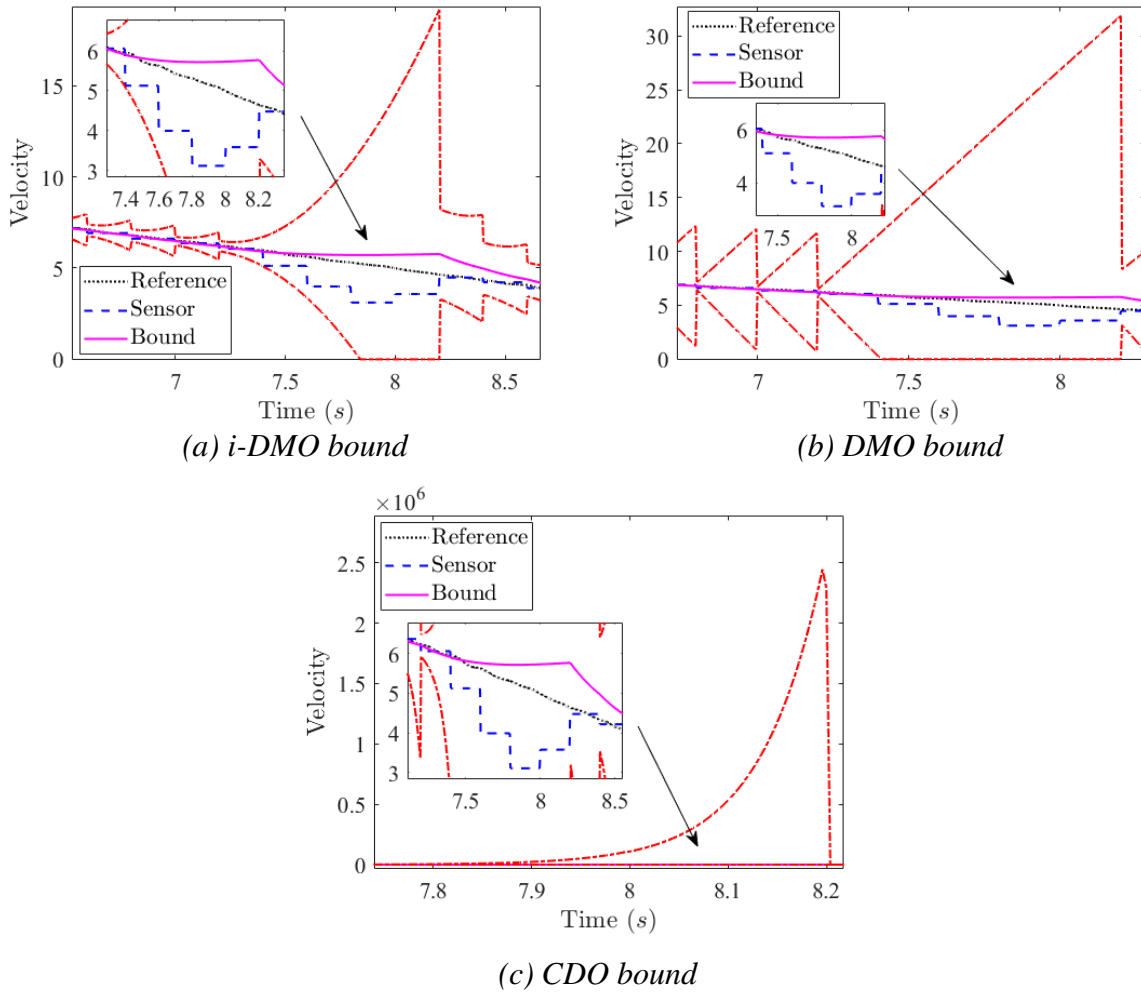 Reference
Sensor
Bound
6
5
4
3
7.4 7.6 7.8 8 8.2
15
10
5
0
Velocity
Reference
Sensor
Bound
7 7.5 8 8.5
Time (s)
(a) i-DMO bound
Reference
Sensor
Bound
6
4
7.5 8
30
25
20
15
10
5
0
Velocity
7 7.5 8
Time (s)
(b) DMO bound
×10^6
Reference
Sensor
Bound
6
5
4
3
7.5 8 8.5
2.5
2
1.5
1
0.5
0
Velocity
7.8 7.9 8 8.1 8.2
Time (s)
(c) CDO bound